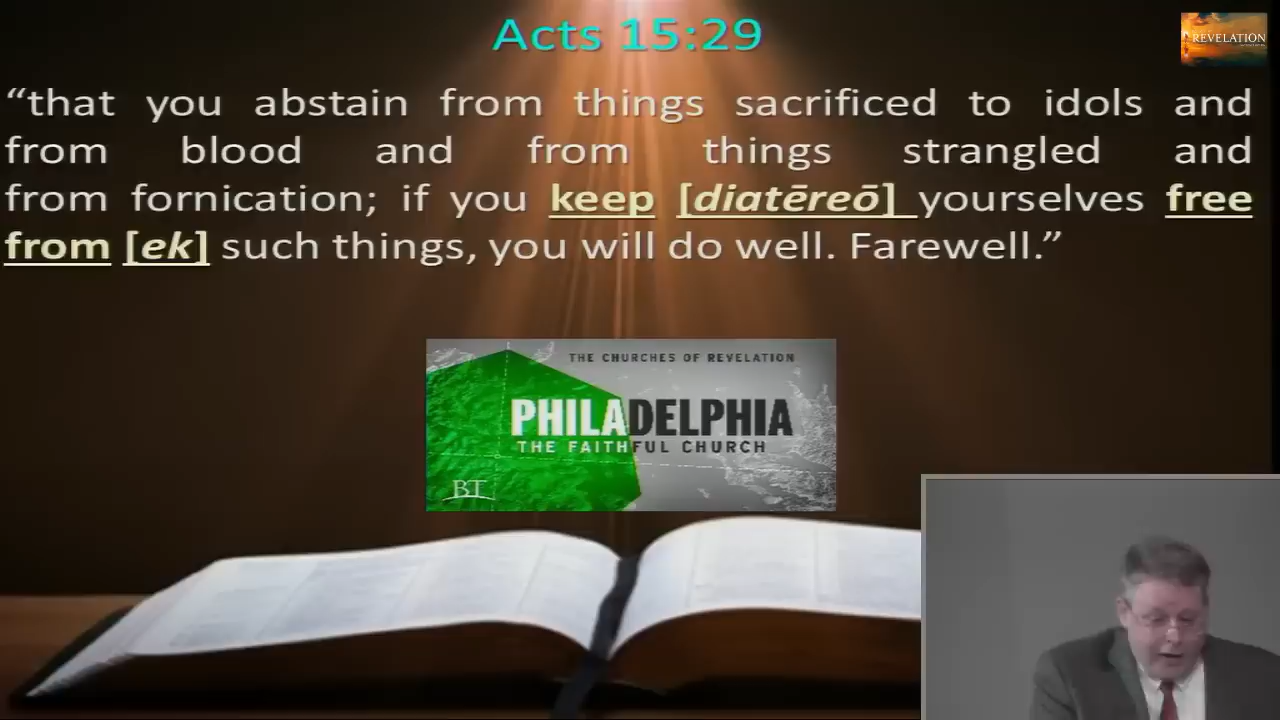 Acts 15:29
REVELATION
“that you abstain from things sacrificed to idols and
from blood and from things strangled and
from fornication; if you keep [diatēreō] yourselves free
from [ek] such things, you will do well. Farewell.”
THE CHURCHES OF REVELATION
PHILADELPHIA
THE FAITHFUL CHURCH
BT